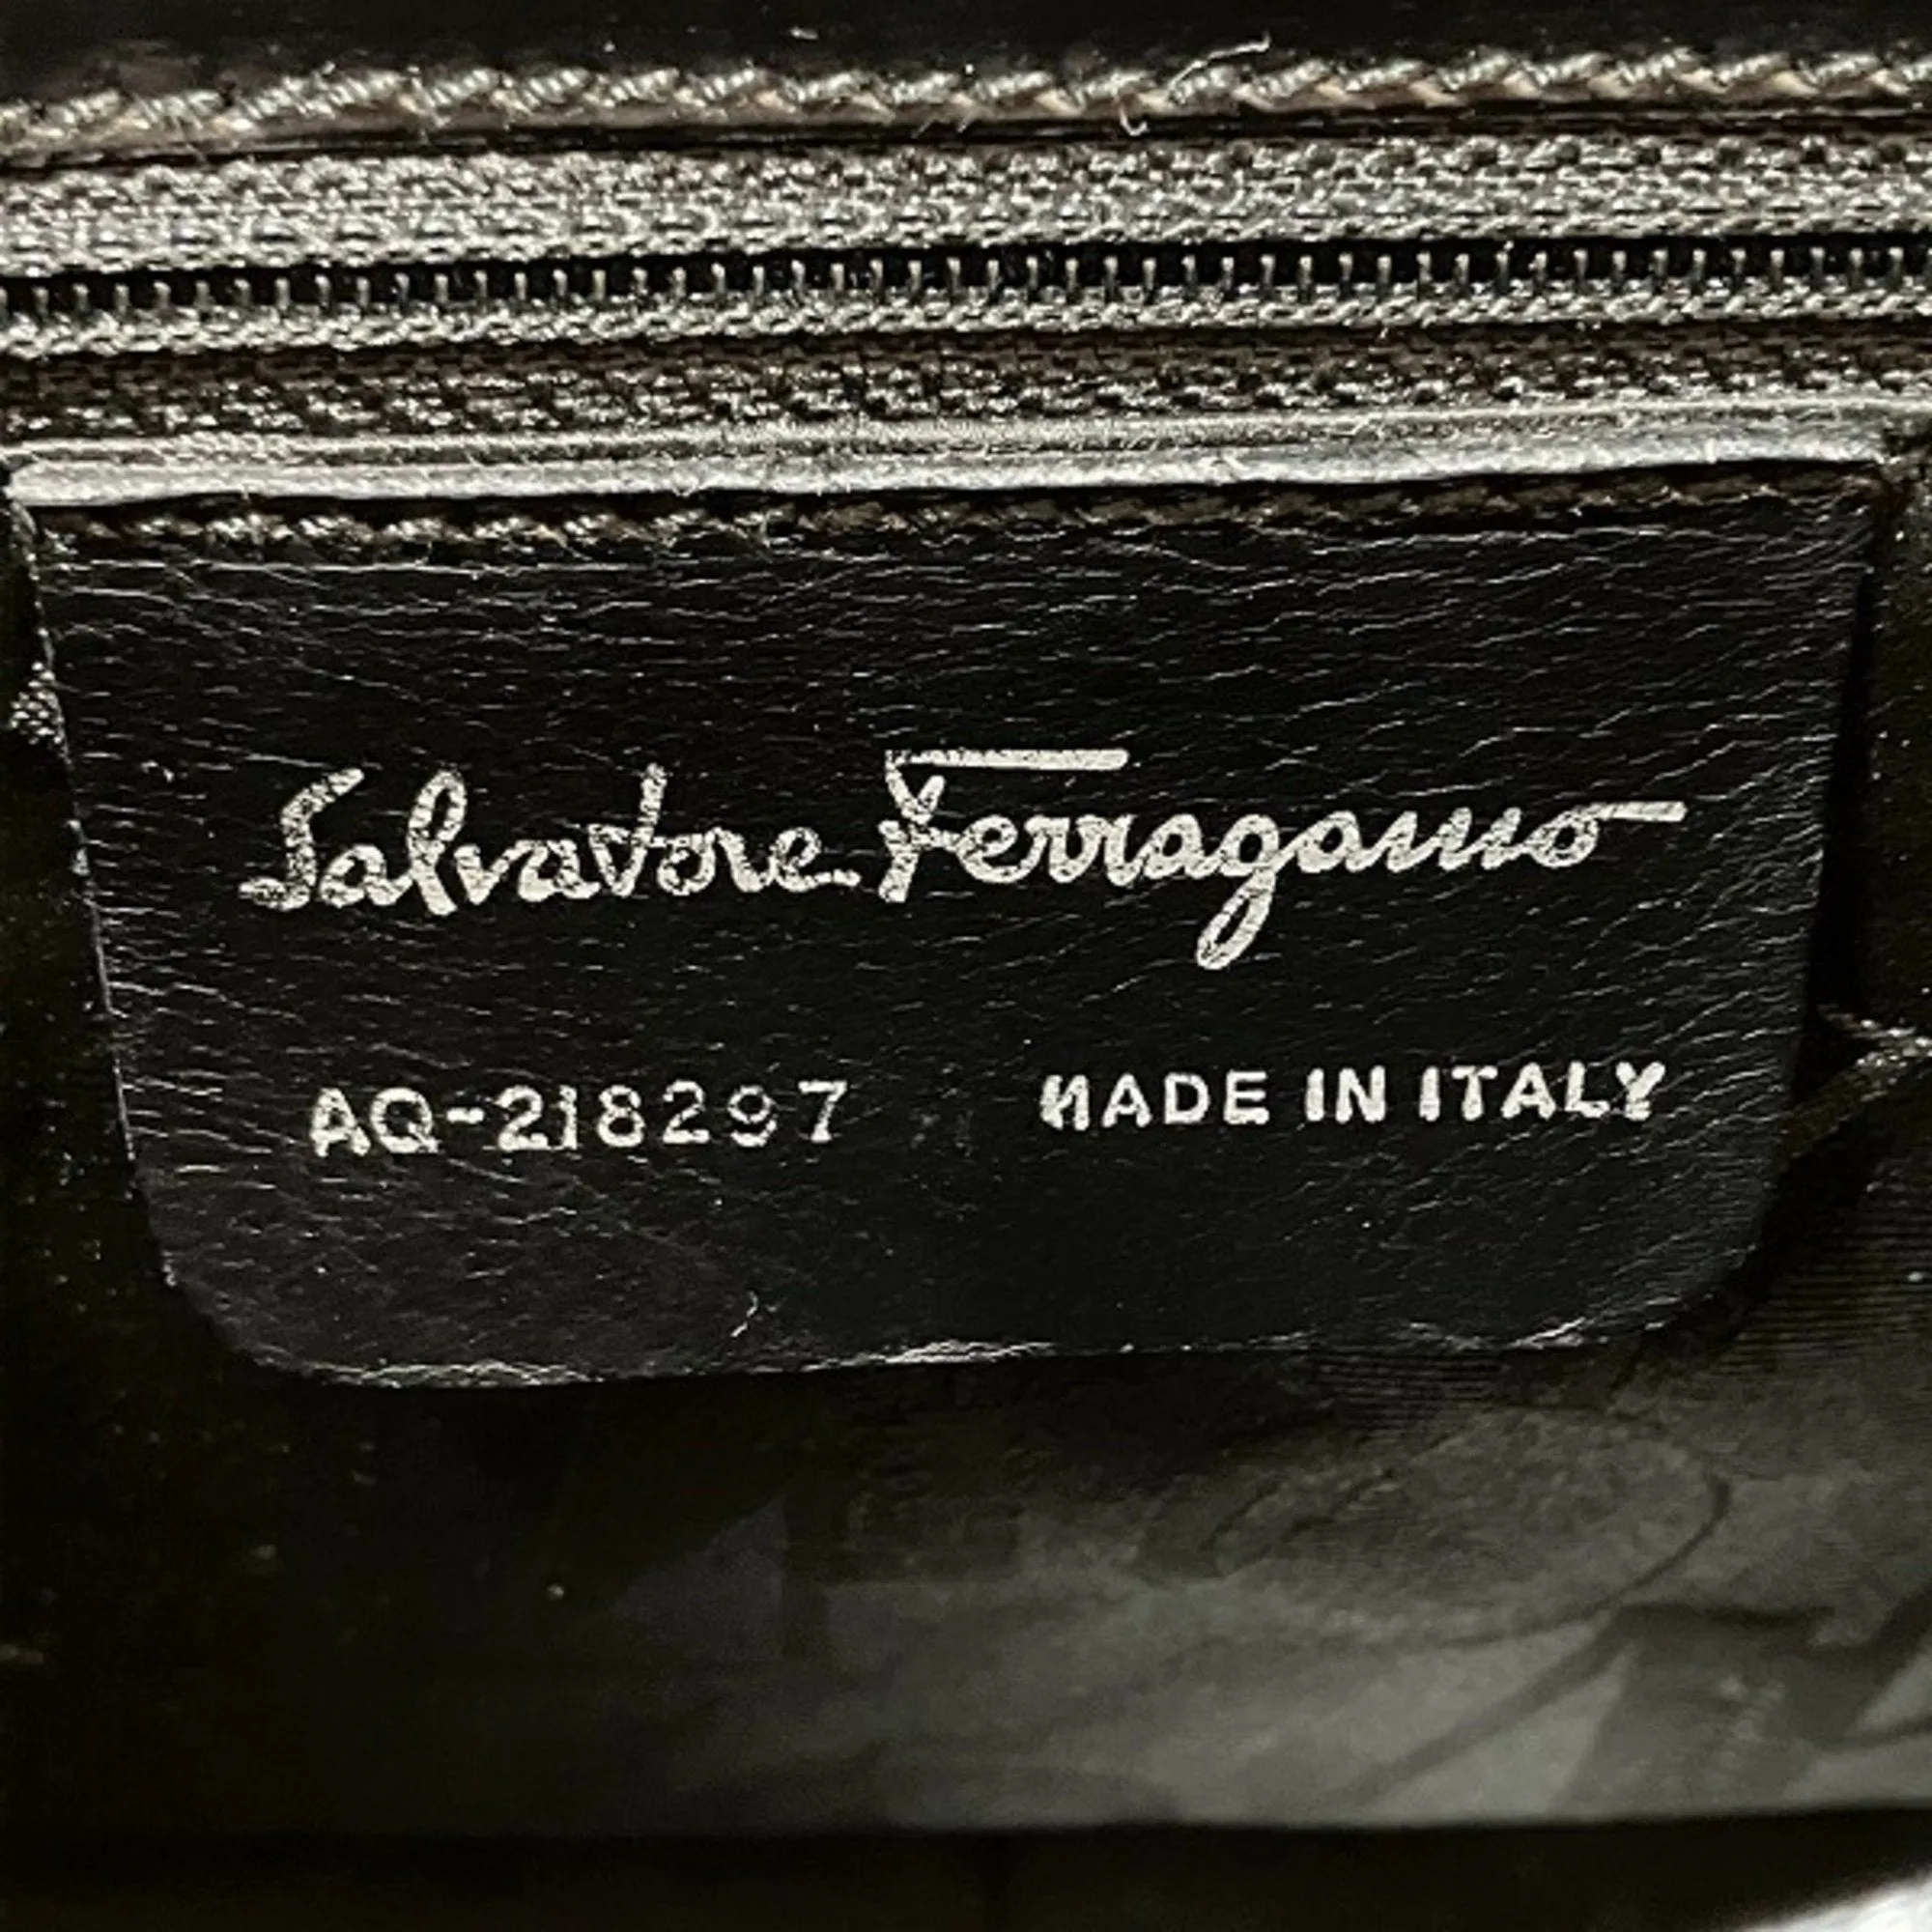 Salvatore Ferragamo
AQ-218297 MADE IN ITALY